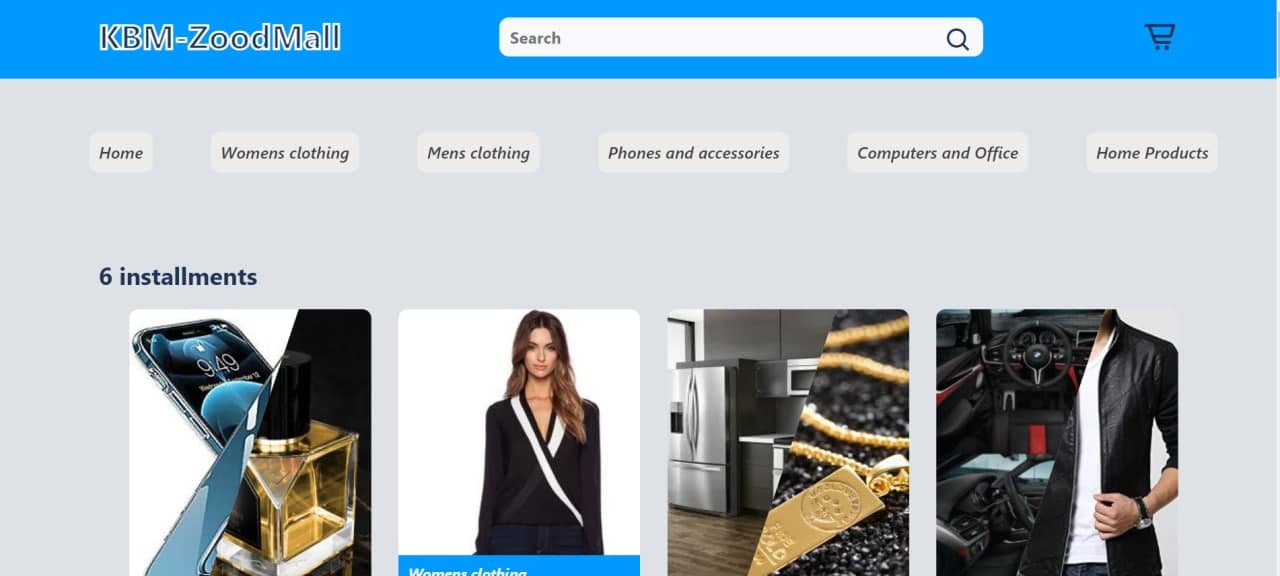 KBM-ZoodMall
Search
Home
Womens clothing
Mens clothing
Phones and accessories
Computers and Office
Home Products
6 installments
9:49
Womens clothing